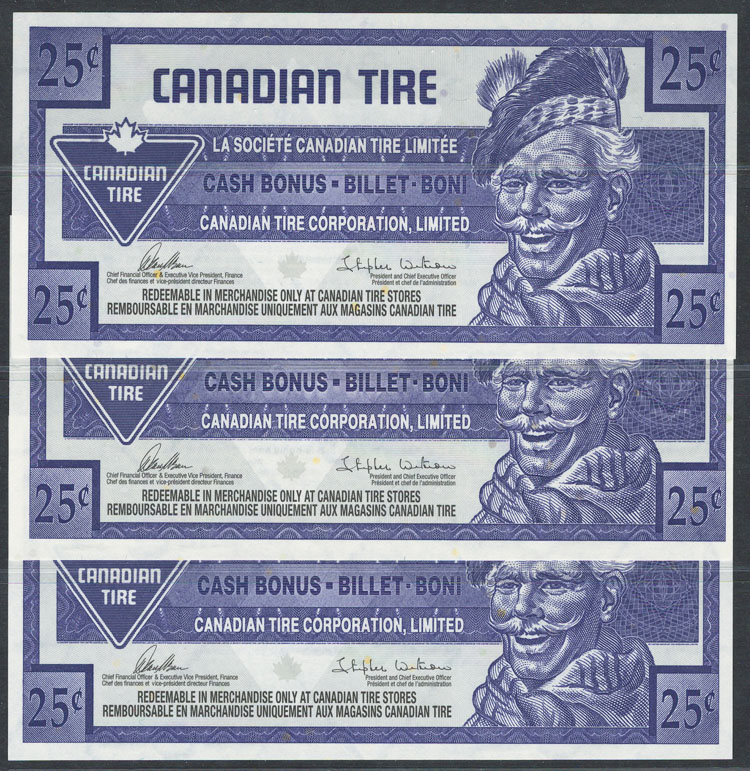 25¢ 25¢
CANADIAN TIRE
LA SOCIÉTÉ CANADIAN TIRE LIMITÉE
CANADIAN
TIRE
CASH BONUS - BILLET - BONI
CANADIAN TIRE CORPORATION, LIMITED
Chief Financial Officer & Executive Vice President, Finance
Chef des finances et vice-président directeur Finances
President and Chief Executive Officer
Président et chef de l'administration
REDEEMABLE IN MERCHANDISE ONLY AT CANADIAN TIRE STORES
REMBOURSABLE EN MARCHANDISE UNIQUEMENT AUX MAGASINS CANADIAN TIRE
25¢ 25¢
CANADIAN
TIRE
CASH BONUS - BILLET - BONI
CANADIAN TIRE CORPORATION, LIMITED
Chief Financial Officer & Executive Vice President, Finance
Chef des finances et vice-président directeur Finances
President and Chief Executive Officer
Président et chef de l'administration
REDEEMABLE IN MERCHANDISE ONLY AT CANADIAN TIRE STORES
REMBOURSABLE EN MARCHANDISE UNIQUEMENT AUX MAGASINS CANADIAN TIRE
25¢ 25¢
CANADIAN
TIRE
CASH BONUS - BILLET - BONI
CANADIAN TIRE CORPORATION, LIMITED
Chief Financial Officer & Executive Vice President, Finance
Chef des finances et vice-président directeur Finances
President and Chief Executive Officer
Président et chef de l'administration
REDEEMABLE IN MERCHANDISE ONLY AT CANADIAN TIRE STORES
REMBOURSABLE EN MARCHANDISE UNIQUEMENT AUX MAGASINS CANADIAN TIRE
25¢ 25¢